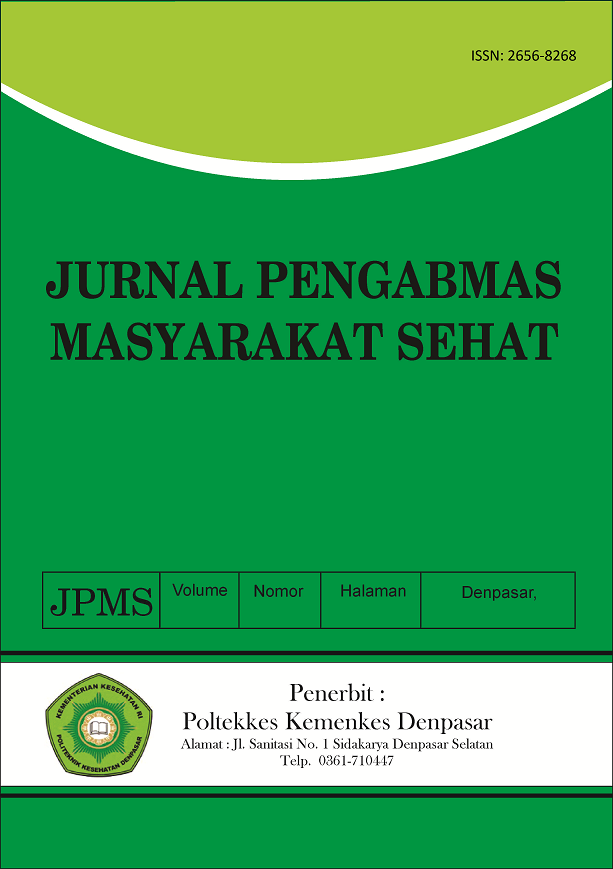 ISSN: 2656-8268
JURNAL PENGABMAS
MASYARAKAT SEHAT
JPMS Volume Nomor Halaman Denpasar,
KEMENTERIAN KESEHATAN RI
POLITEKNIK KESEHATAN DENPASAR
Penerbit :
Poltekkes Kemenkes Denpasar
Alamat : Jl. Sanitasi No. 1 Sidakarya Denpasar Selatan
Telp. 0361-710447